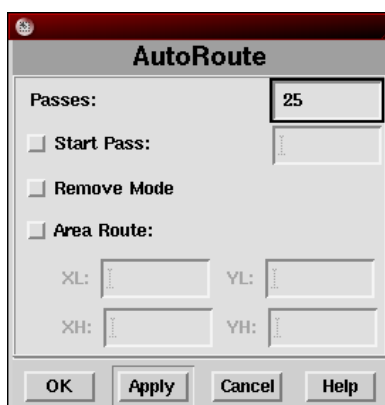 AutoRoute
Passes: 25
Start Pass:
Remove Mode
Area Route:
XL: YL:
XH: YH:
OK Apply Cancel Help